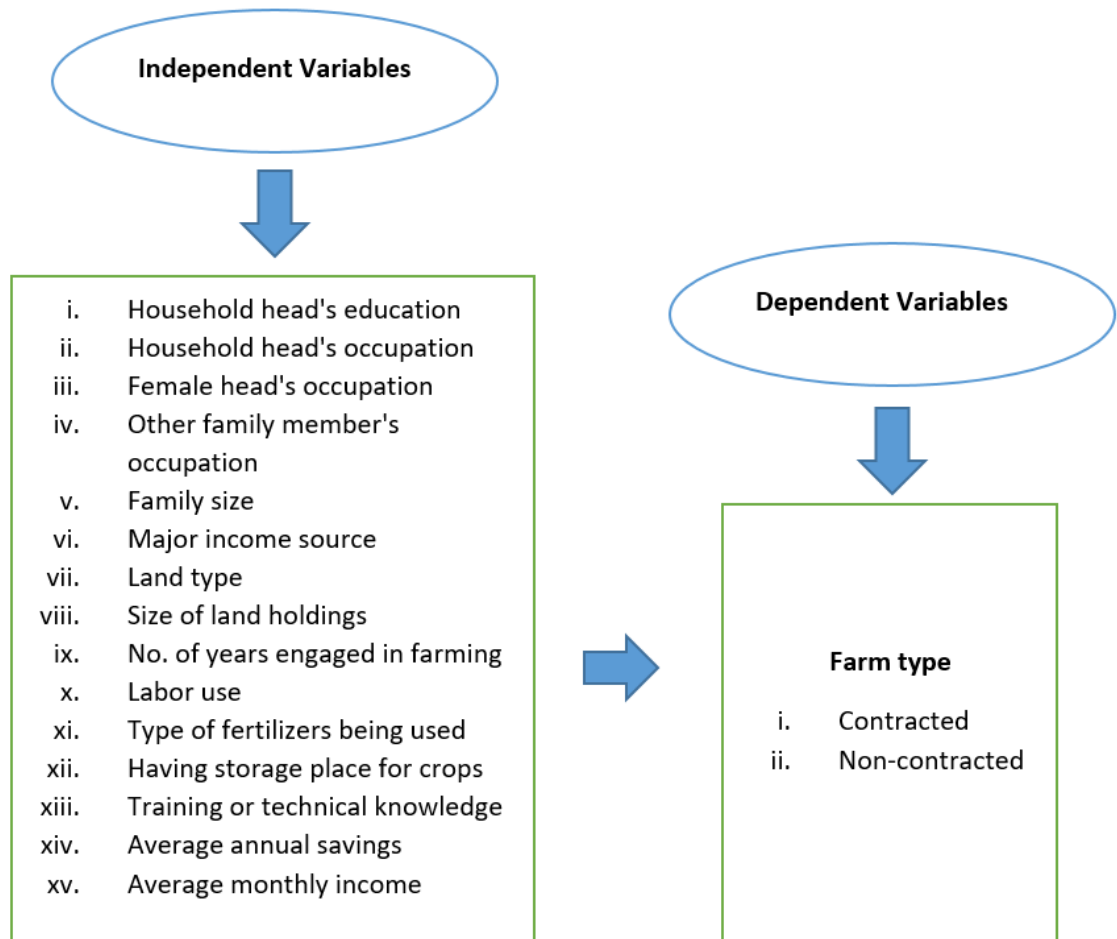 Independent Variables
i. Household head's education
ii. Household head's occupation
iii. Female head's occupation
iv. Other family member's
occupation
v. Family size
vi. Major income source
vii. Land type
viii. Size of land holdings
ix. No. of years engaged in farming
x. Labor use
xi. Type of fertilizers being used
xii. Having storage place for crops
xiii. Training or technical knowledge
xiv. Average annual savings
xv. Average monthly income
Dependent Variables
Farm type
i. Contracted
ii. Non-contracted